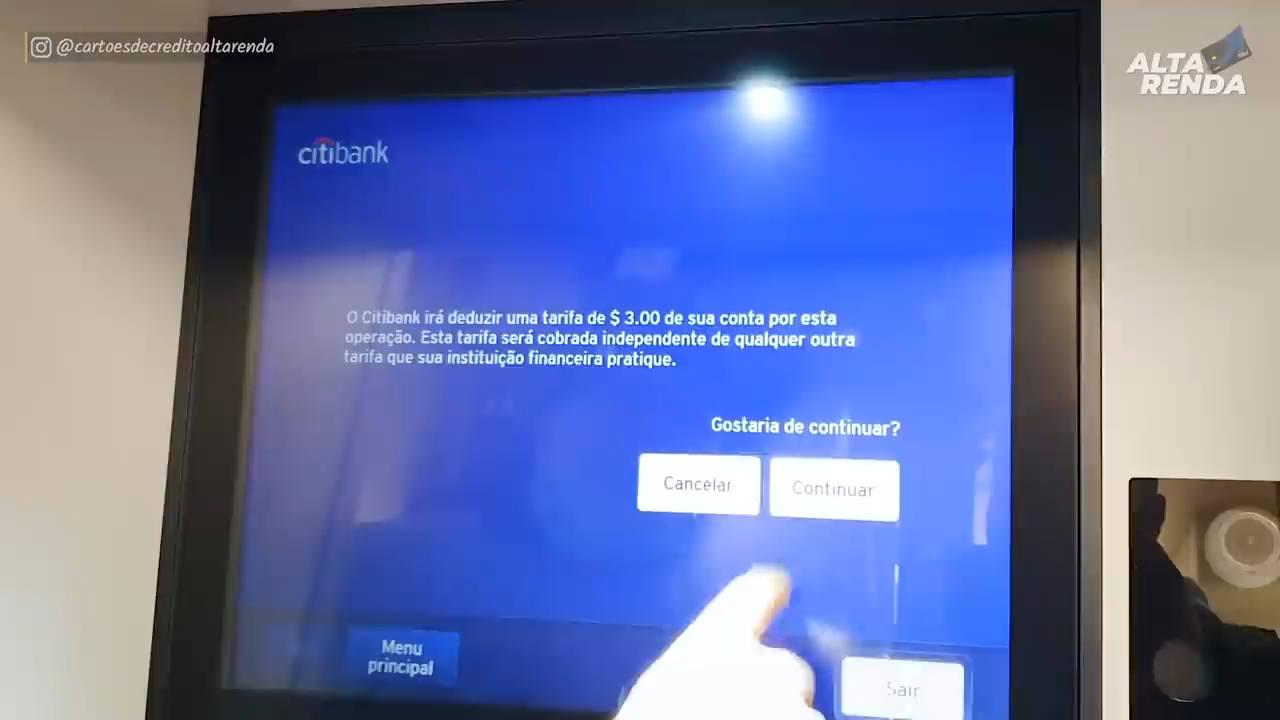 @cartoesdecreditoaltarenda
ALTA
RENDA
citibank
O Citibank irá deduzir uma tarifa de $ 3.00 de sua conta por esta
operação. Esta tarifa será cobrada independente de qualquer outra
tarifa que sua instituição financeira pratique.
Gostaria de continuar?
Cancelar
Continuar
Menu
principal
Sair